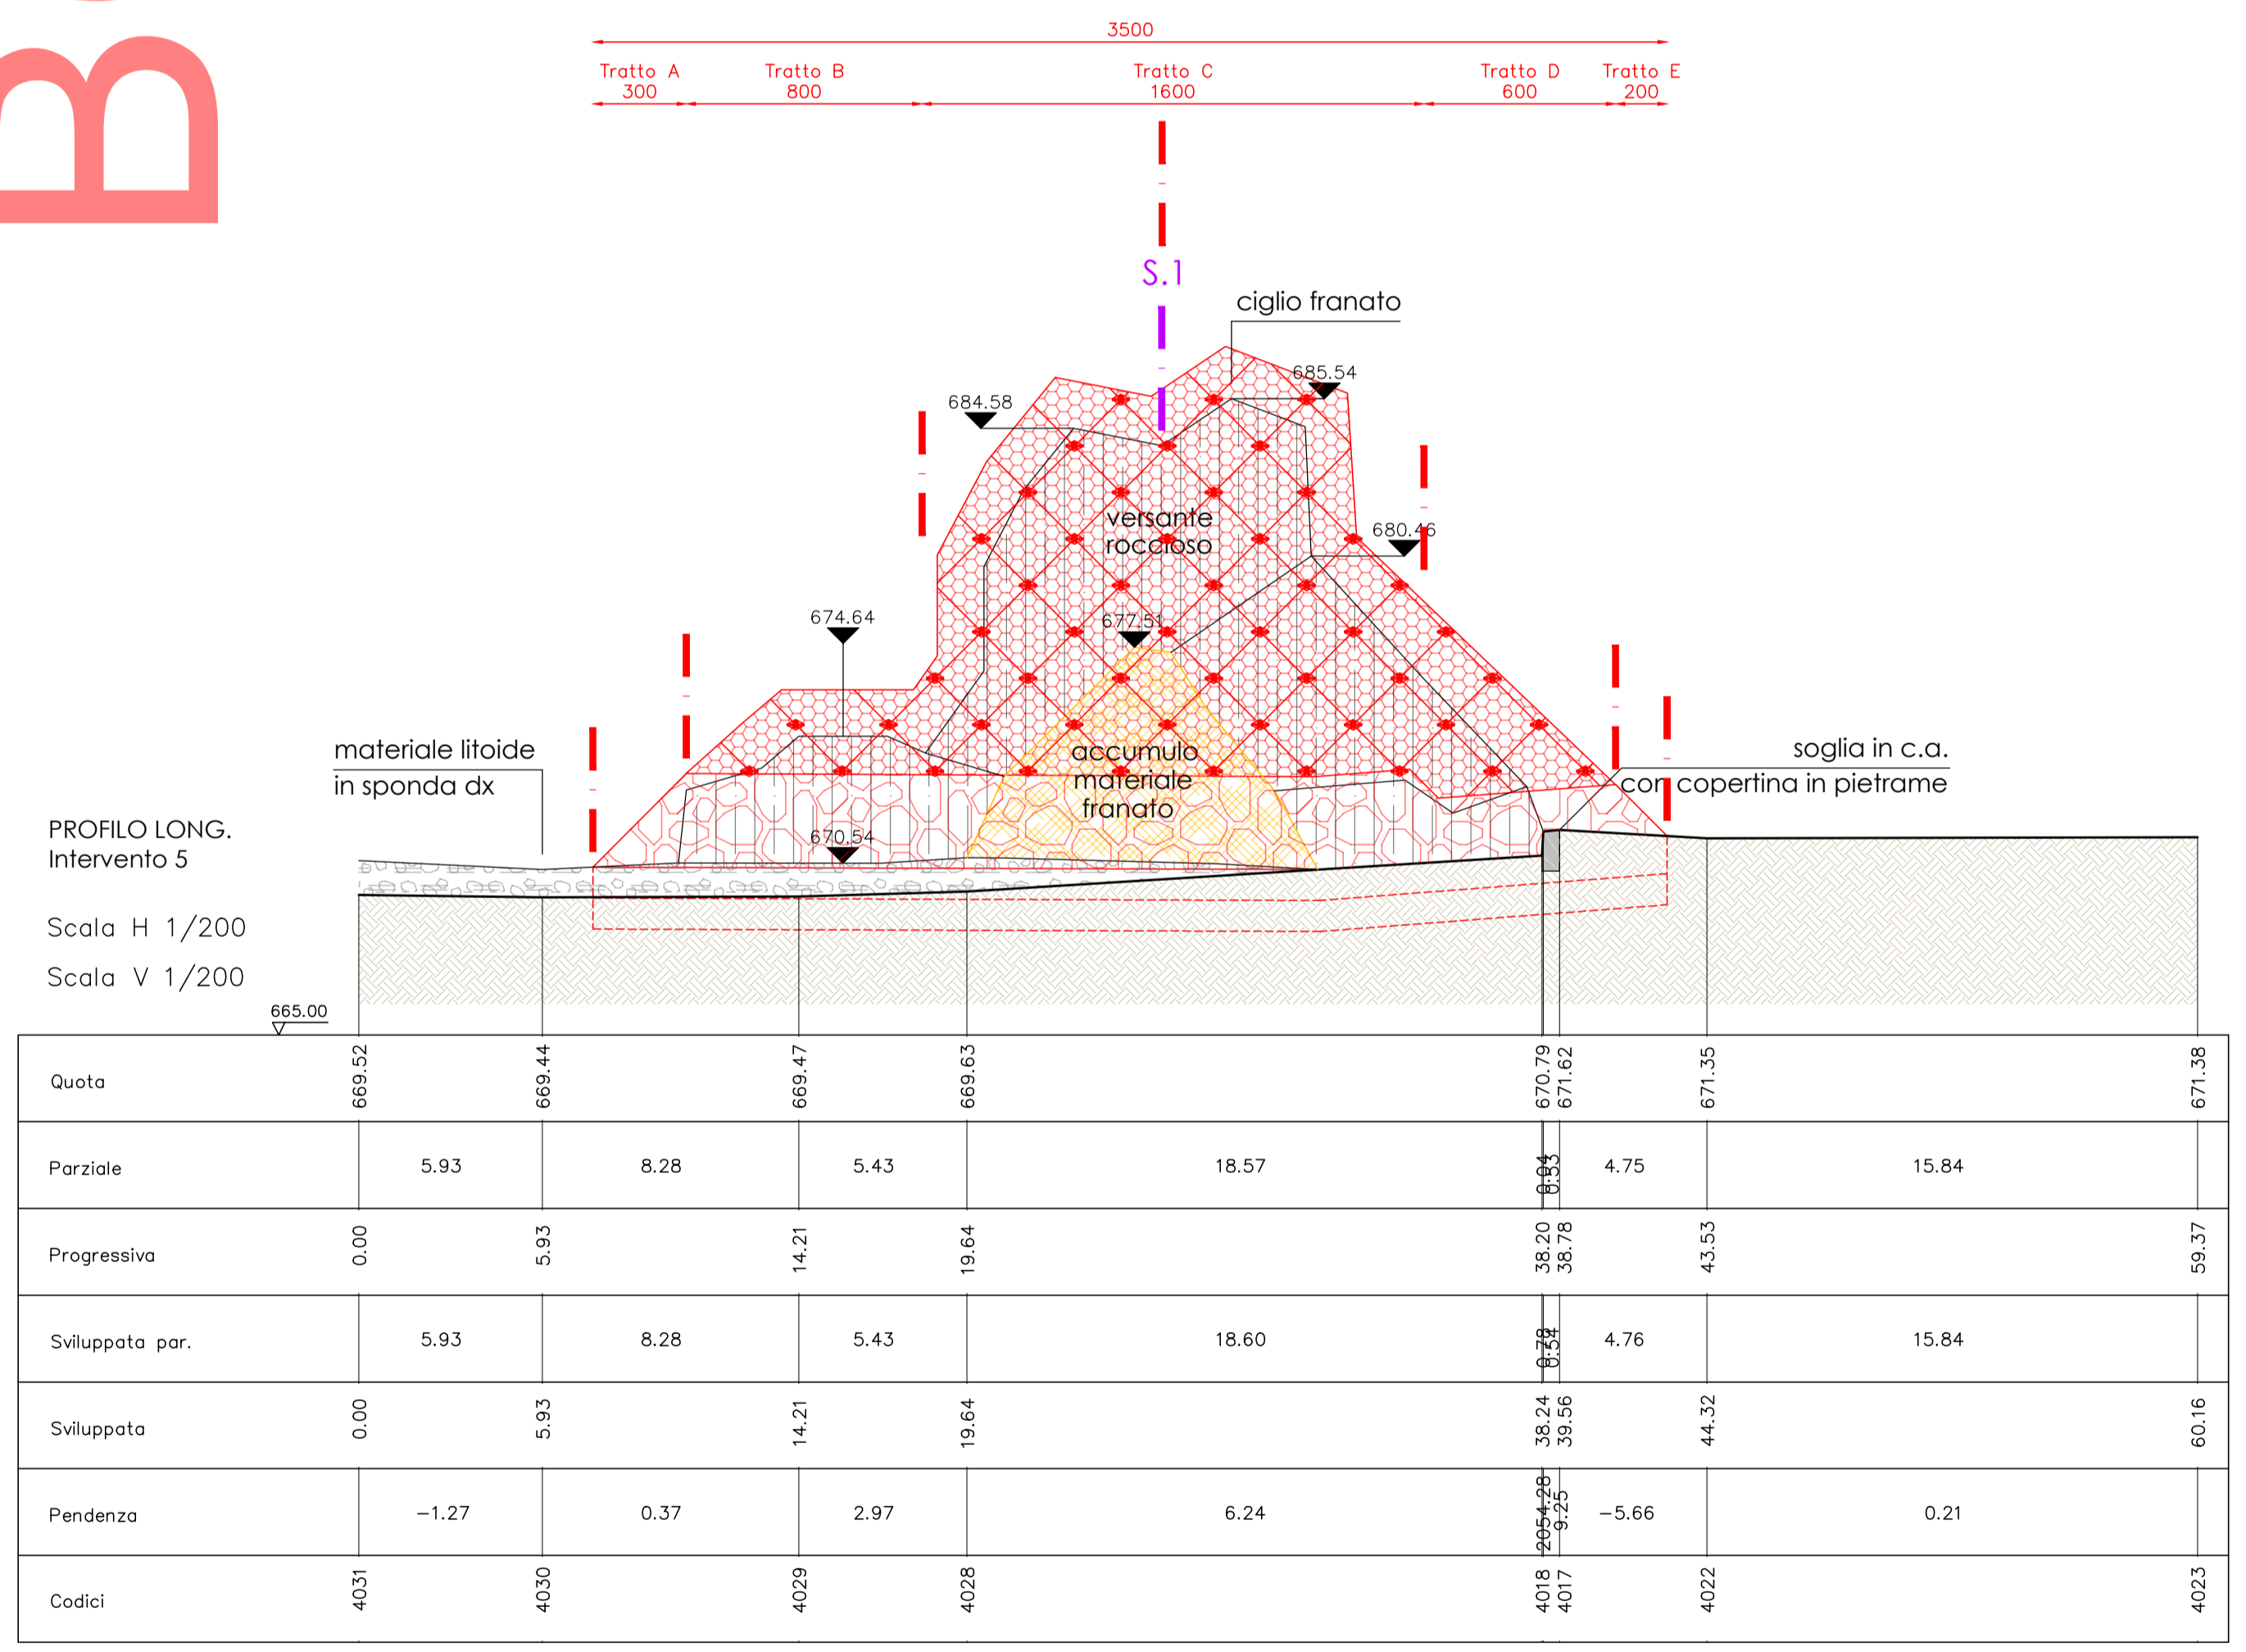 B
3500
Tratto A Tratto B Tratto C Tratto D Tratto E
300 800 1600 600 200
S.1
ciglio franato
685.54
684.58
versante
roccioso
680.46
674.64
677.51
materiale litoide
in sponda dx
accumulo
materiale
franato
soglia in c.a.
con copertina in pietrame
670.54
PROFILO LONG.
Intervento 5
Scala H 1/200
Scala V 1/200
665.00
Quota 669.52 669.44 669.47 669.63 670.79 671.62 671.35 671.38
Parziale 5.93 8.28 5.43 18.57 0.04 0.53 4.75 15.84
Progressiva 0.00 5.93 14.21 19.64 38.20 38.78 43.53 59.37
Sviluppata par. 5.93 8.28 5.43 18.60 0.78 0.54 4.76 15.84
Sviluppata 0.00 5.93 14.21 19.64 38.24 39.56 44.32 60.16
Pendenza -1.27 0.37 2.97 6.24 2054.28 9.25 -5.66 0.21
Codici 4031 4030 4029 4028 4018 4017 4022 4023